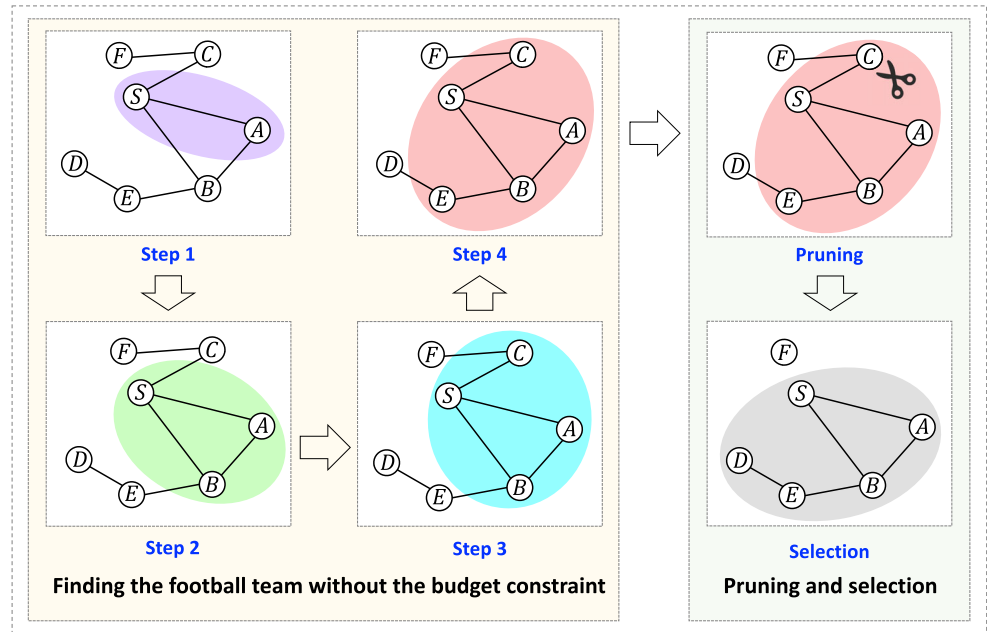 F
C
S
A
D
E
B
Step 1
F
C
S
A
D
E
B
Step 2
F
C
S
A
D
E
B
Step 3
F
C
S
A
D
E
B
Step 4
Finding the football team without the budget constraint
F
C
S
A
D
E
B
Pruning
F
S
A
D
E
B
Selection
Pruning and selection